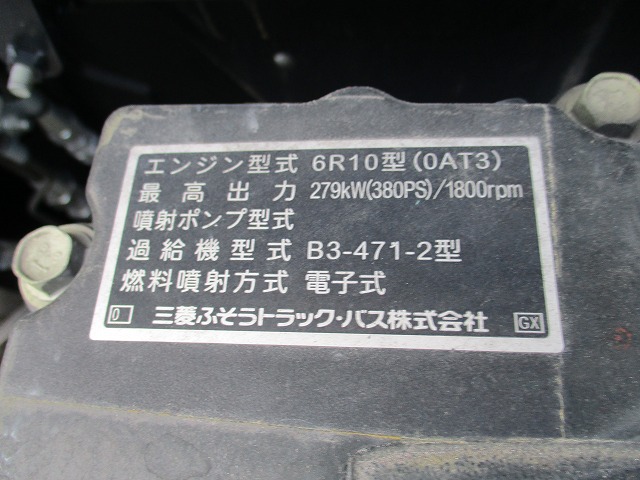 エンジン型式 6R10型(0AT3)
最高出力 279kW(380PS)/1800rpm
噴射ポンプ型式
過給機型式 B3-471-2型
燃料噴射方式 電子式
0 三菱ふそうトラック・バス株式会社 GX